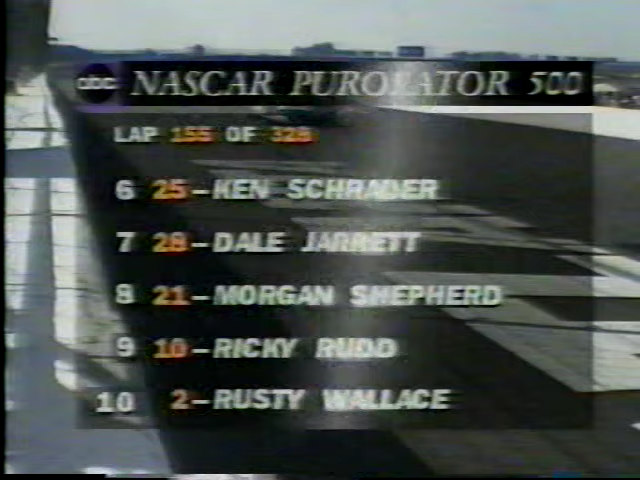 abc NASCAR PUROLATOR 500
LAP 155 OF 328
6 25-KEN SCHRADER
7 28-DALE JARRETT
8 21-MORGAN SHEPHERD
9 10-RICKY RUDD
10 2-RUSTY WALLACE